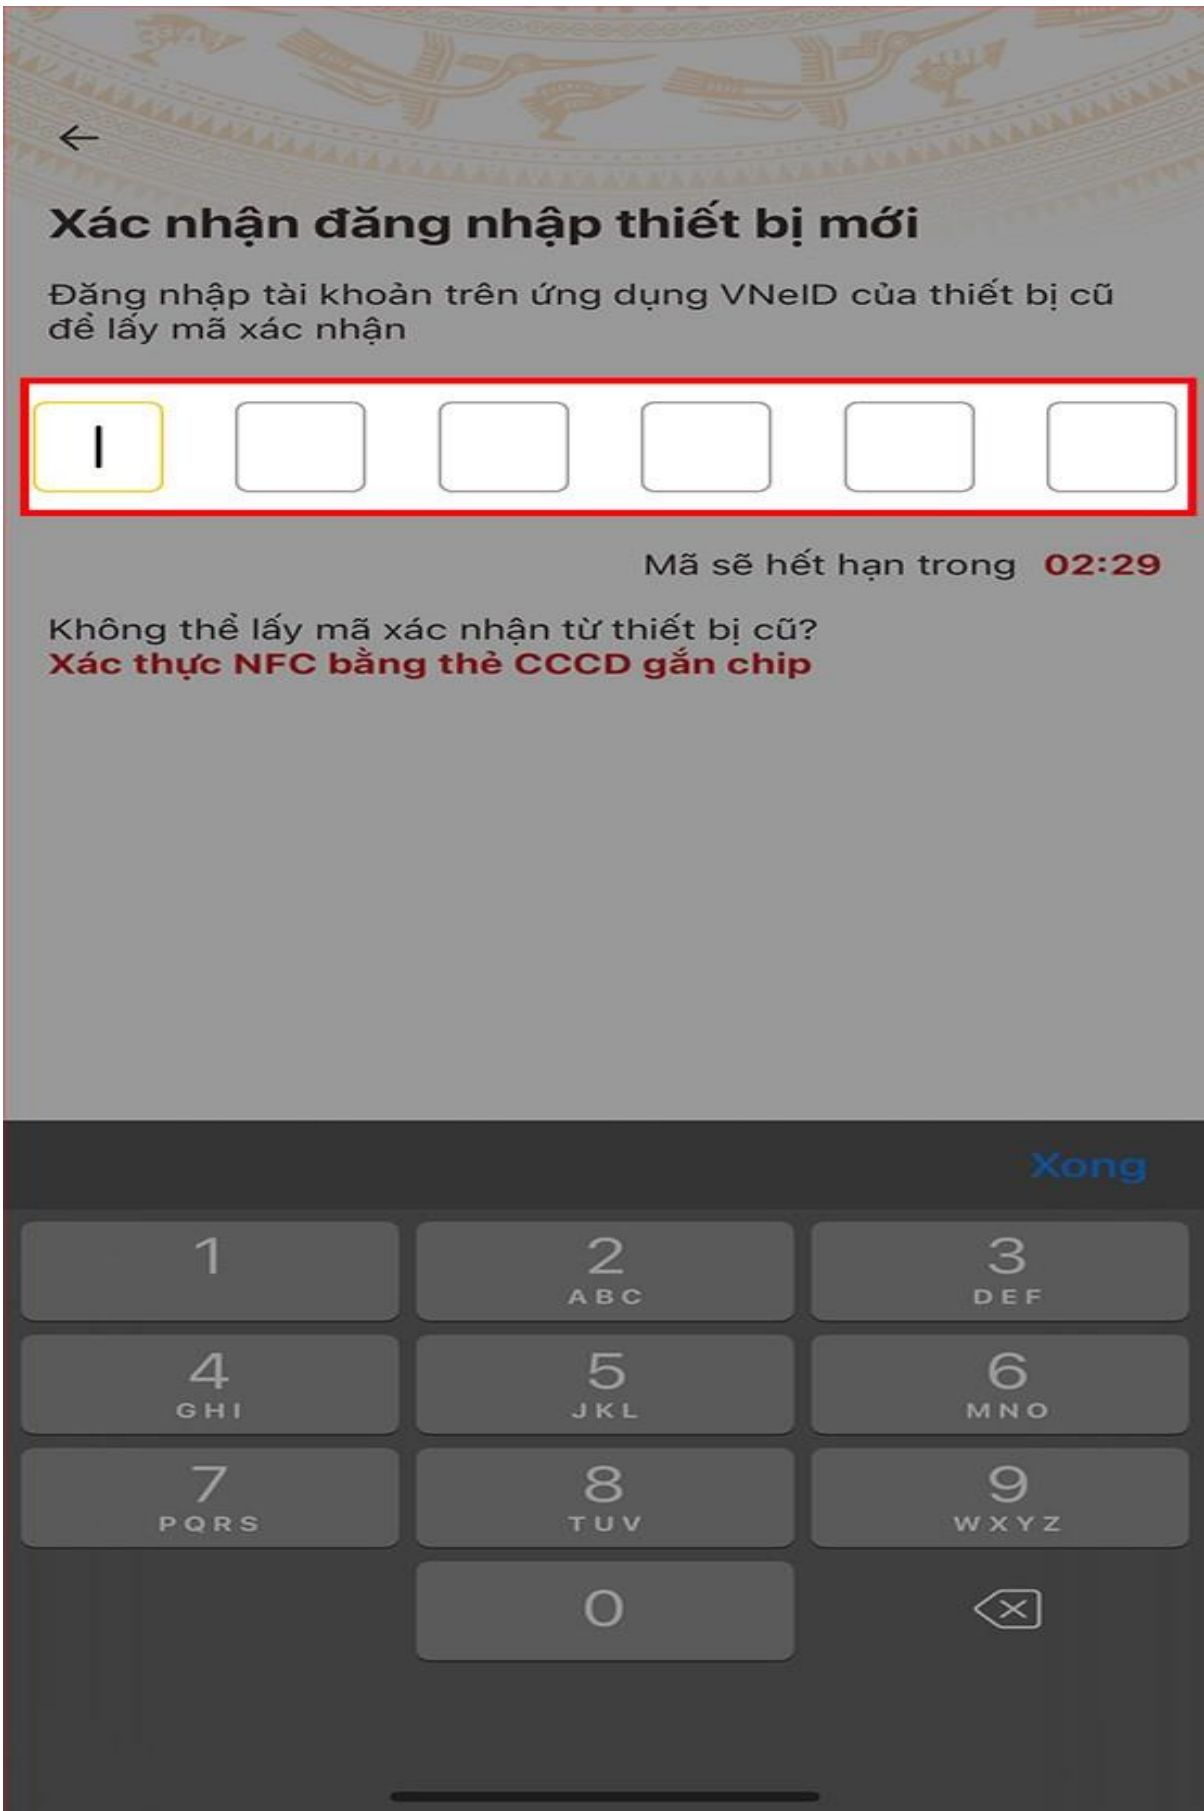 Xác nhận đăng nhập thiết bị mới
Đăng nhập tài khoản trên ứng dụng VNeID của thiết bị cũ
để lấy mã xác nhận
Mã sẽ hết hạn trong 02:29
Không thể lấy mã xác nhận từ thiết bị cũ?
Xác thực NFC bằng thẻ CCCD gắn chip
Xong
1 2 3
ABC DEF
4 5 6
GHI JKL MNO
7 8 9
PQRS TUV WXYZ
0